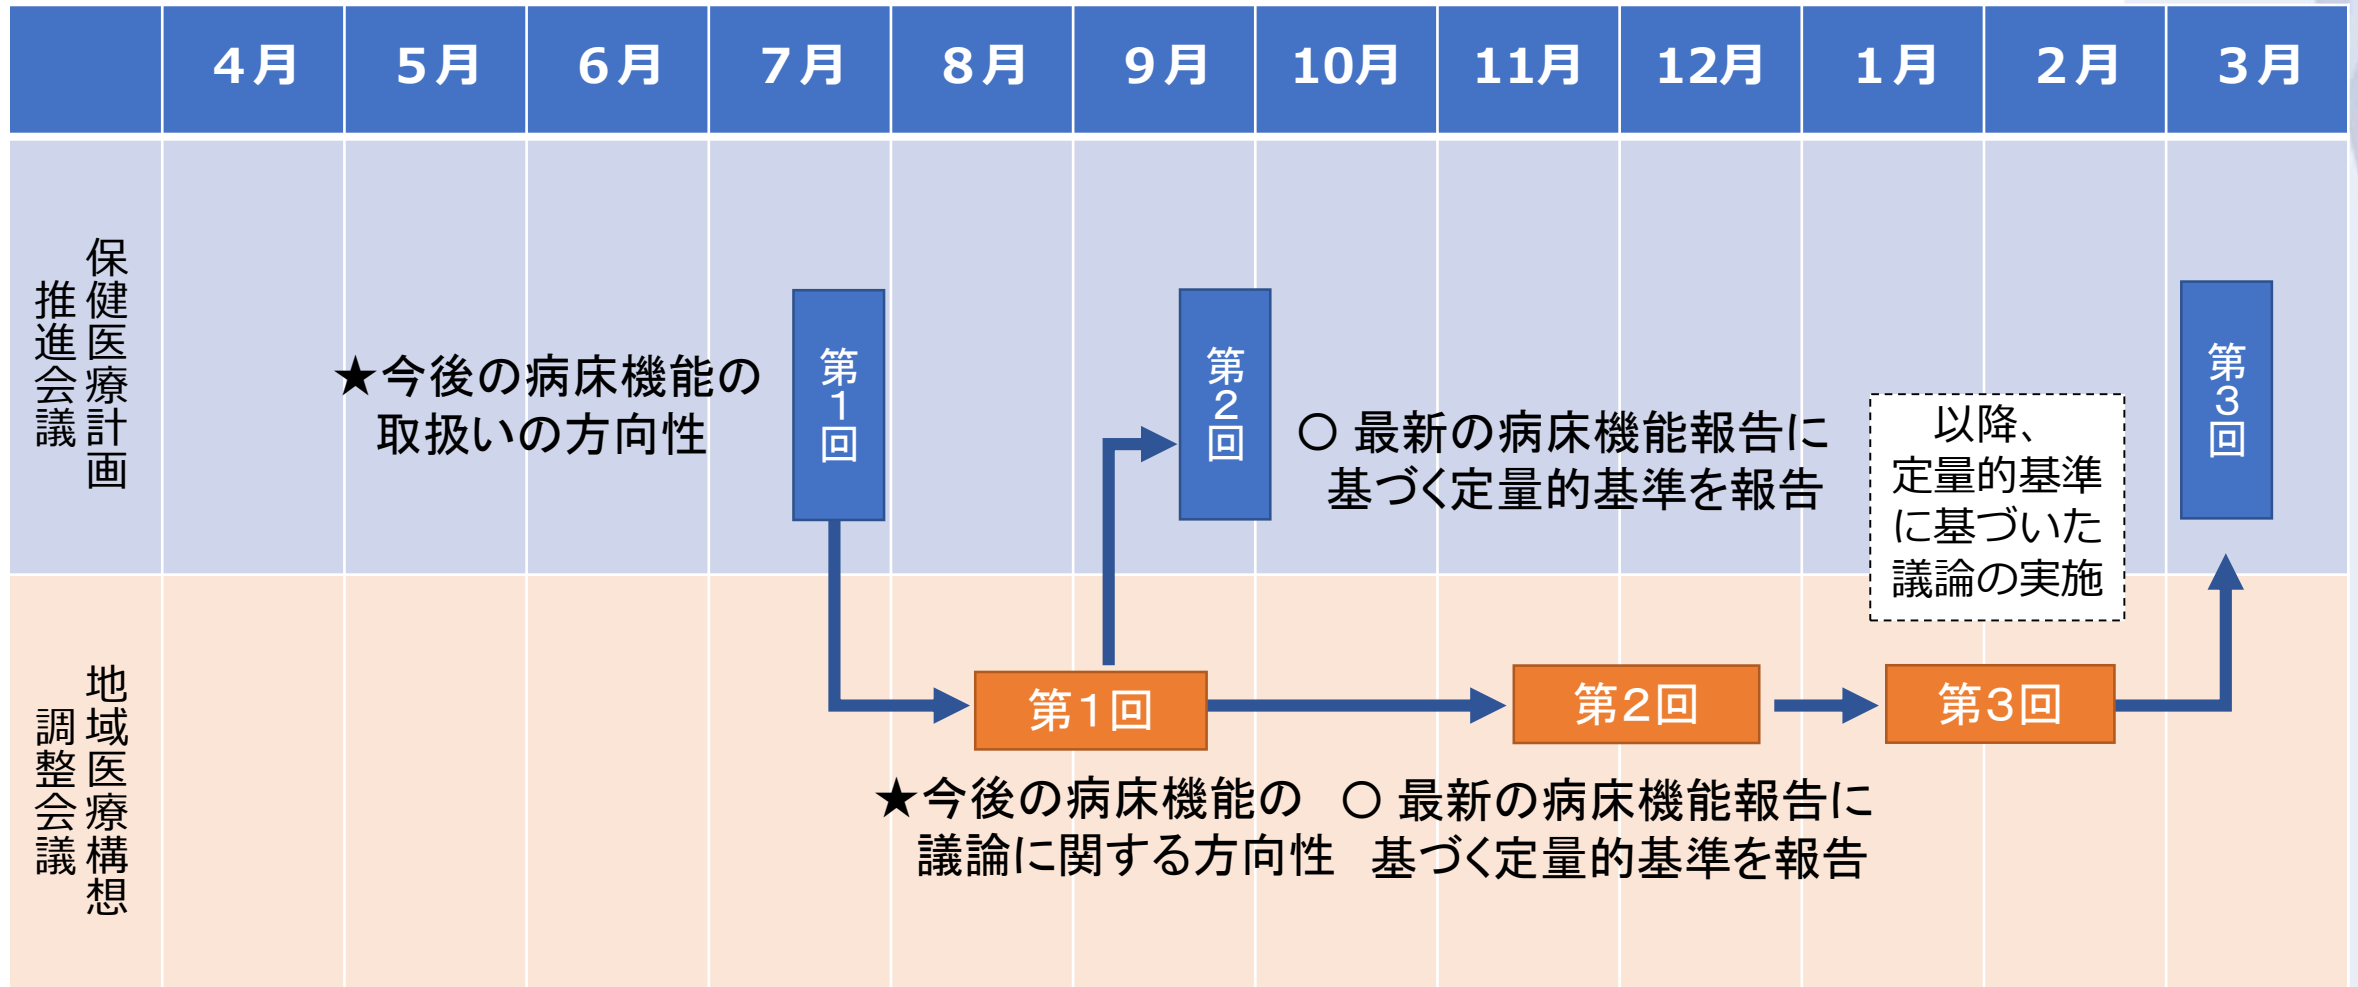 ４月
５月
６月
７月
８月
９月
10月
11月
12月
１月
２月
３月
保健医療計画
推進会議
★今後の病床機能の
取扱いの方向性
第１回
第２回
○ 最新の病床機能報告に
基づく定量的基準を報告
以降、
定量的基準
に基づいた
議論の実施
第３回
地域医療構想
調整会議
第１回
第２回
第３回
★今後の病床機能の
議論に関する方向性
○ 最新の病床機能報告に
基づく定量的基準を報告